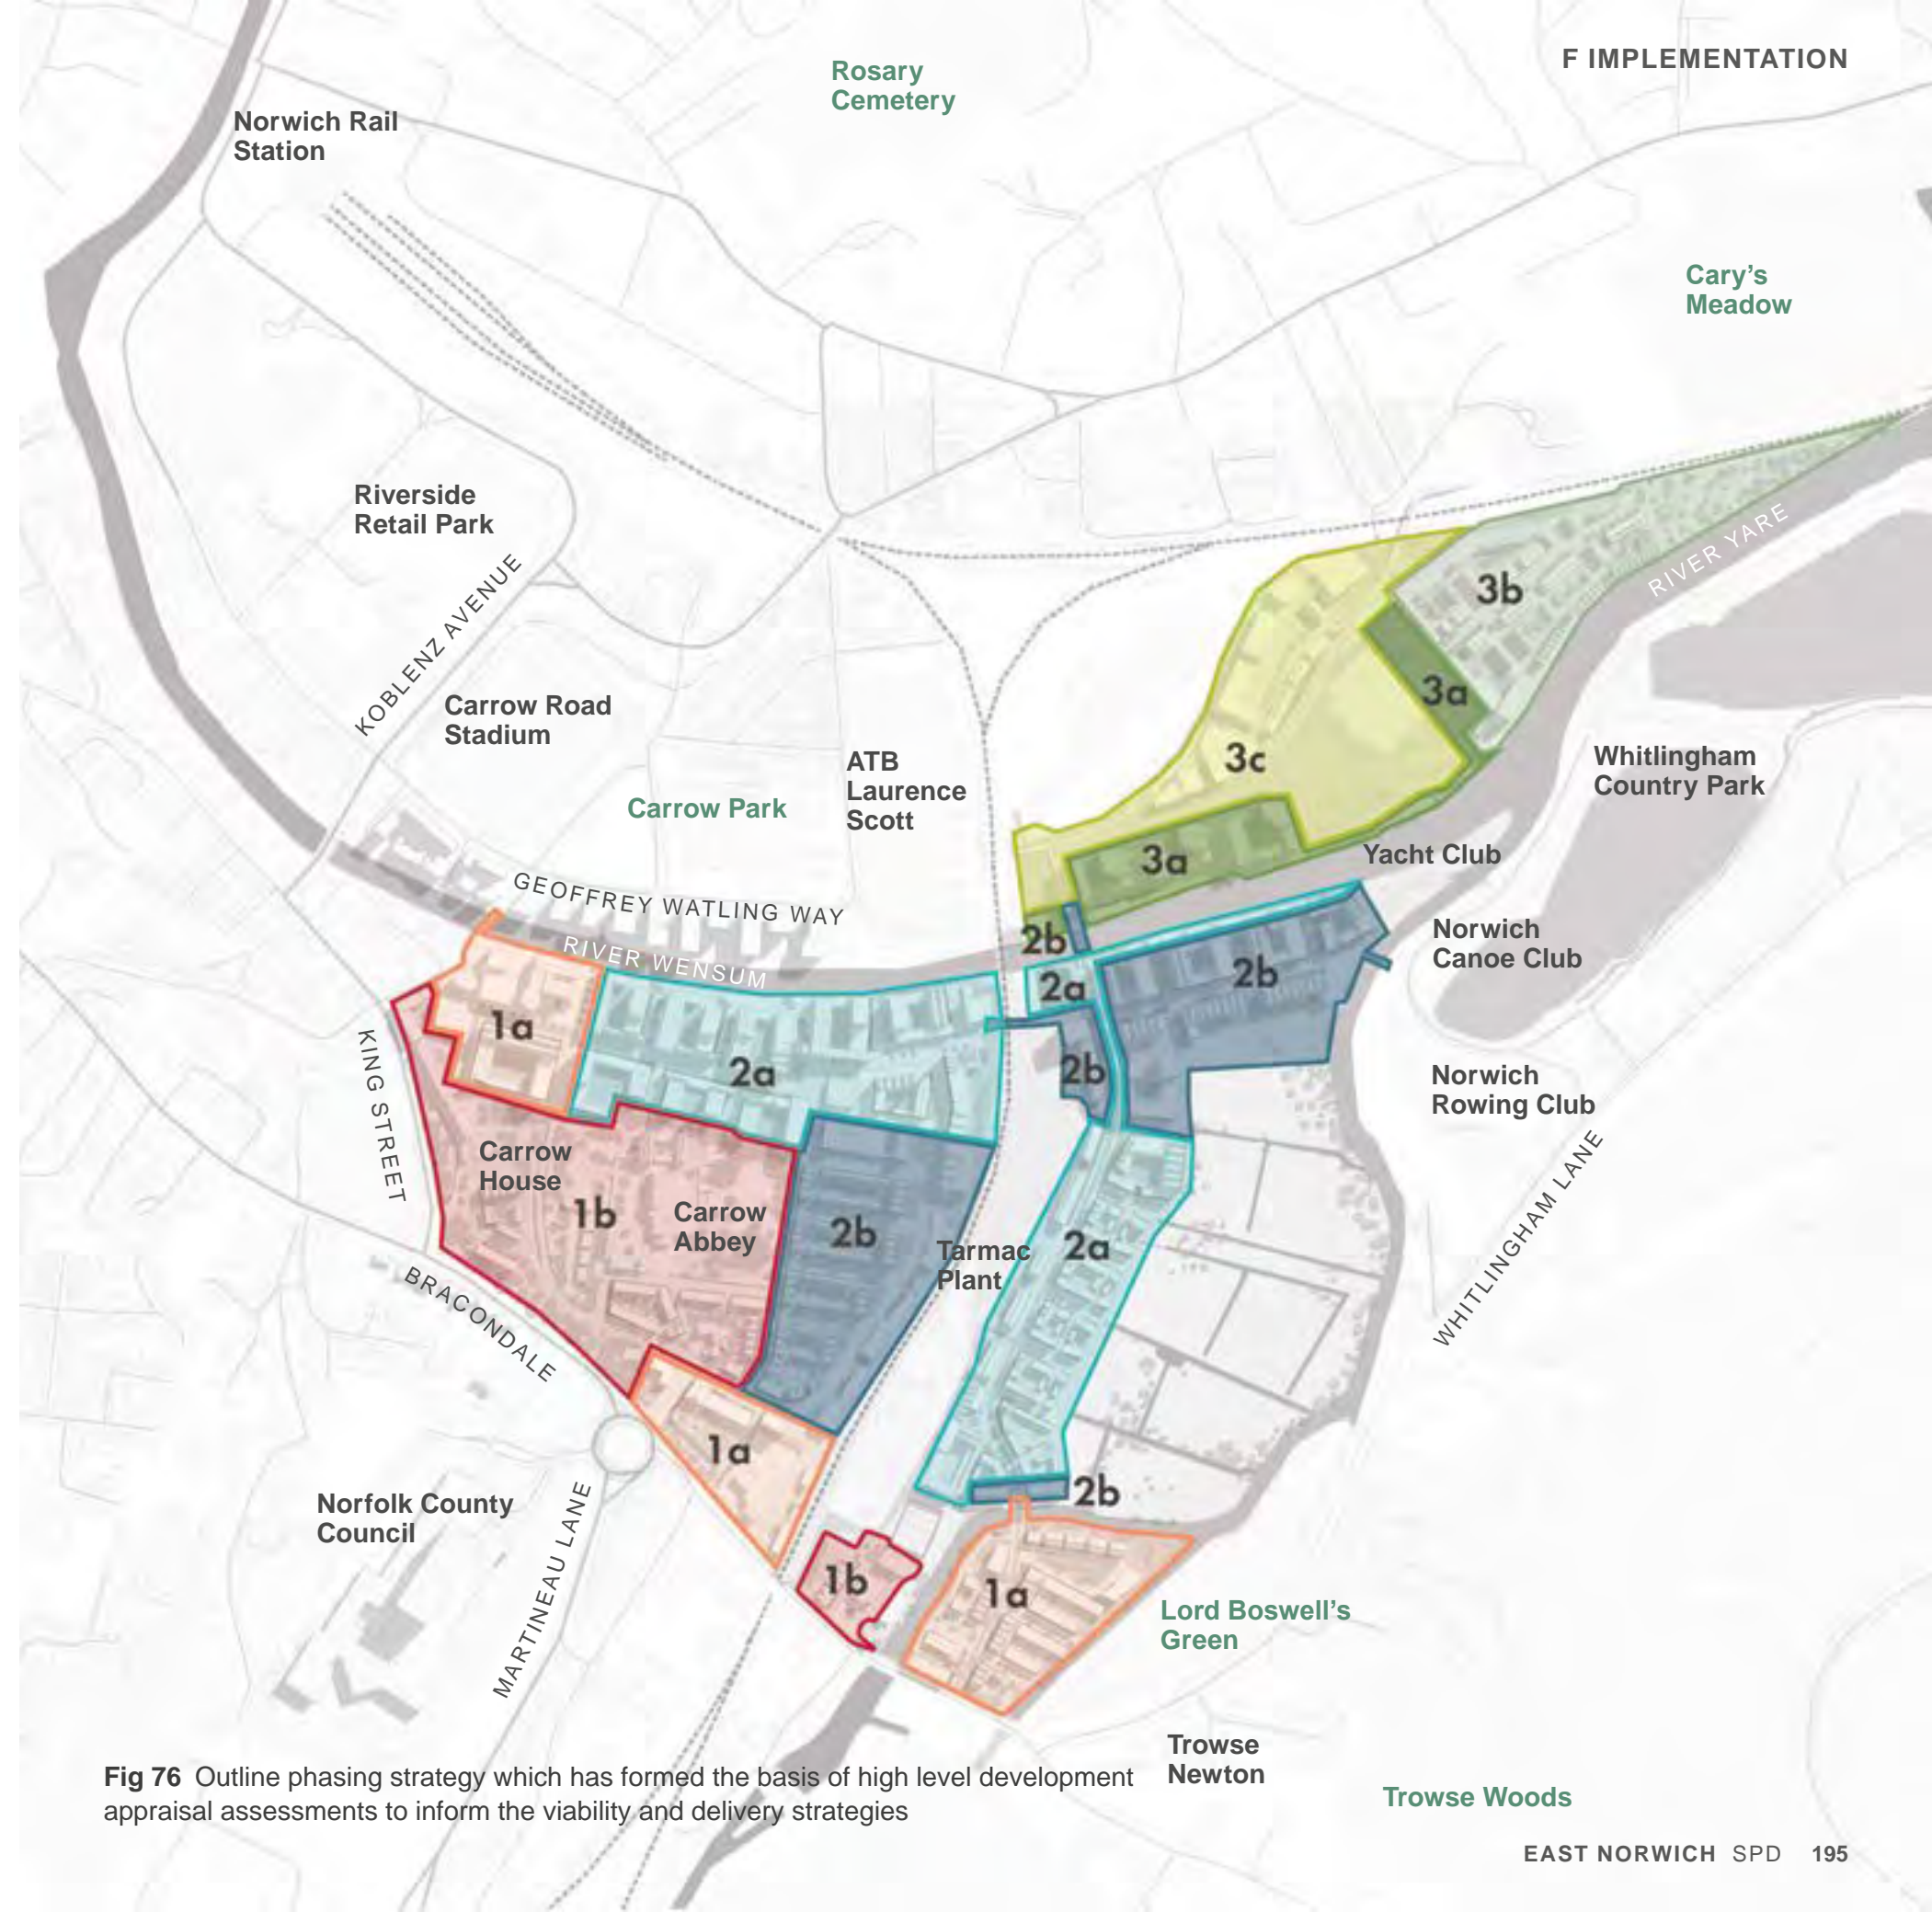 F IMPLEMENTATION
Rosary
Cemetery
Norwich Rail
Station
Cary's
Meadow
Riverside
Retail Park
RIVER YARE
KOBLENZ AVENUE
3b
3a
Carrow Road
Stadium
3c
ATB
Laurence
Scott
Whitlingham
Country Park
Carrow Park
3a
Yacht Club
GEOFFREY WATLING WAY
RIVER WENSUM
2b
Norwich
Canoe Club
2a
2b
1a
KING STREET
2a
2b
Norwich
Rowing Club
Carrow
House
1b
Carrow
Abbey
2b
Tarmac
Plant
2a
WHITLINGHAM LANE
BRACONDALE
1a
2b
Norfolk County
Council
MARTINEAU LANE
1b
1a
Lord Boswell's
Green
Trowse
Newton
Fig 76 Outline phasing strategy which has formed the basis of high level development
appraisal assessments to inform the viability and delivery strategies
Trowse Woods
EAST NORWICH SPD 195